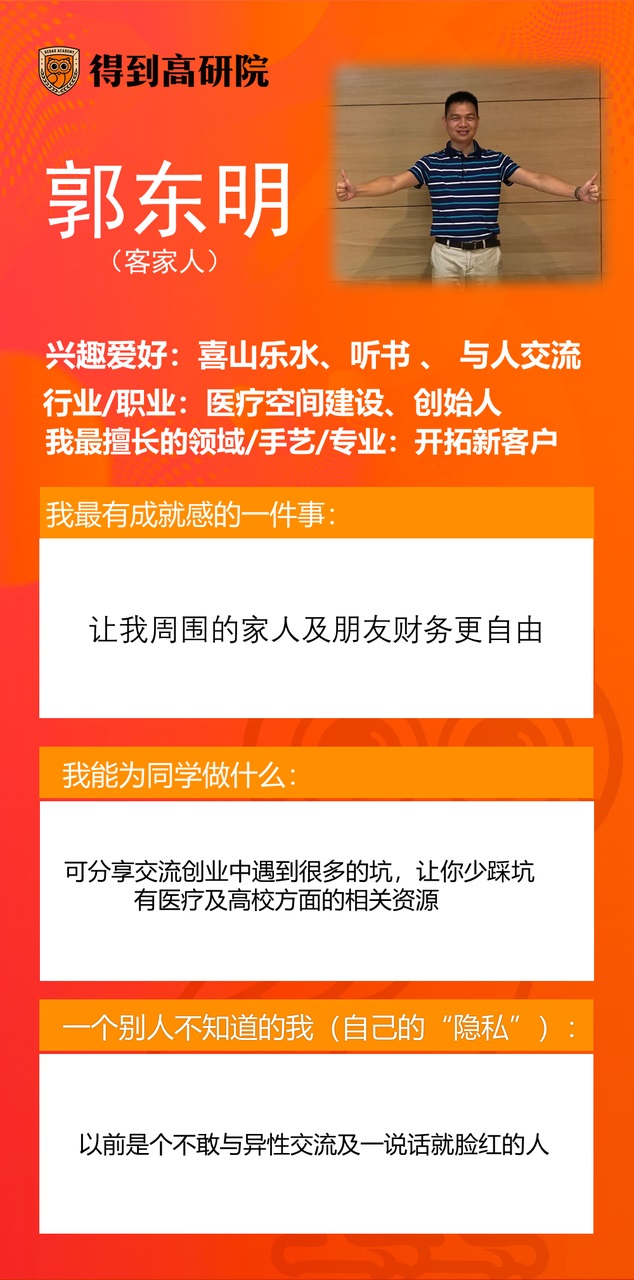 DEDAO ACADEMY
得到高研院
郭东明
（客家人）
兴趣爱好：喜山乐水、听书 、 与人交流
行业/职业：医疗空间建设、创始人
我最擅长的领域/手艺/专业：开拓新客户
我最有成就感的一件事：
让我周围的家人及朋友财务更自由
我能为同学做什么：
可分享交流创业中遇到很多的坑，让你少踩坑
有医疗及高校方面的相关资源
一个别人不知道的我（自己的“隐私”）：
以前是个不敢与异性交流及一说话就脸红的人